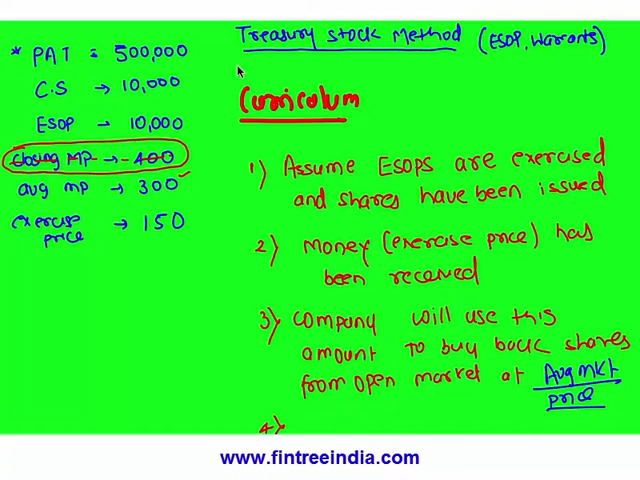 Treasury stock Method (ESOP, Warrants)
* PAT = 500,000
C.S → 10,000
ESOP → 10,000
closing MP → 400
avg mp → 300
exercise price → 150
Curriculum
1) Assume ESOPS are exercised
and shares have been issued
2) Money (exercise price) has
been received
3) Company will use this
amount to buy back shares
from open market at Avg Mkt
price
4)
www.fintreeindia.com